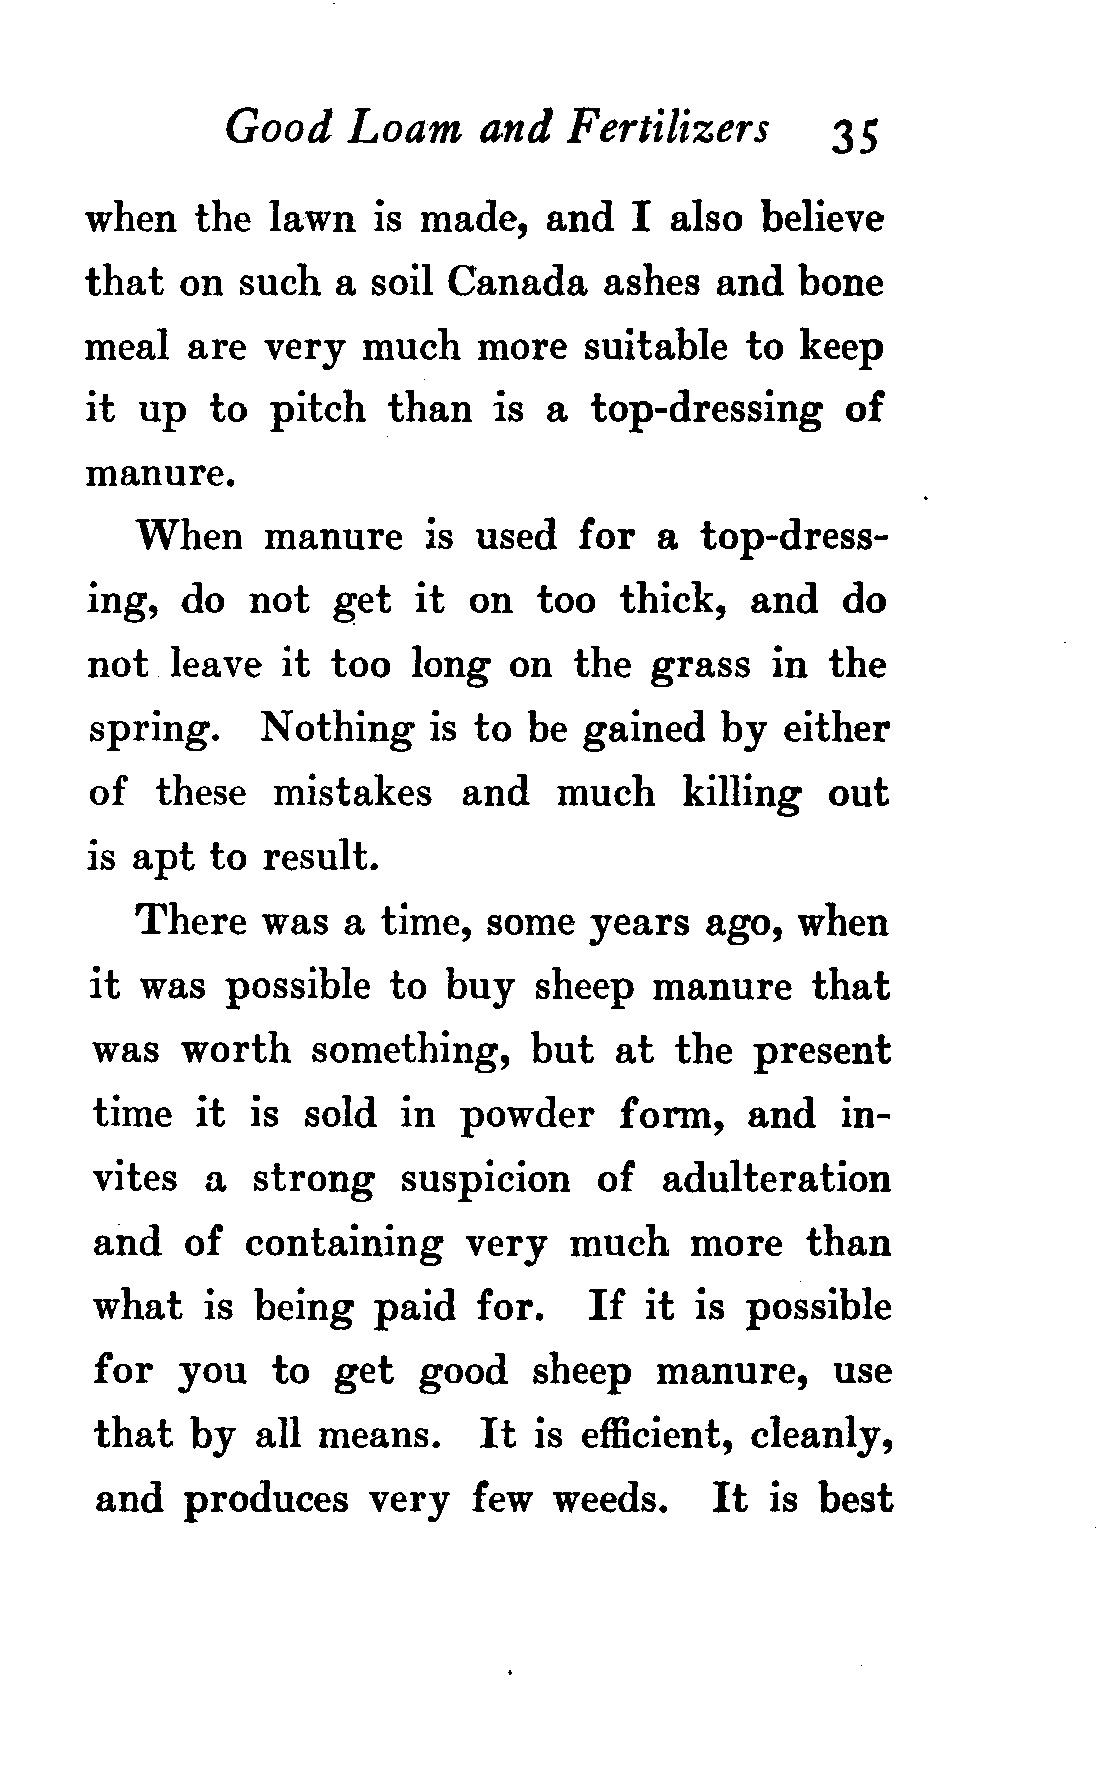 Good Loam and Fertilizers 35
when the lawn is made, and I also believe
that on such a soil Canada ashes and bone
meal are very much more suitable to keep
it up to pitch than is a top-dressing of
manure.
When manure is used for a top-dress-
ing, do not get it on too thick, and do
not leave it too long on the grass in the
spring. Nothing is to be gained by either
of these mistakes and much killing out
is apt to result.
There was a time, some years ago, when
it was possible to buy sheep manure that
was worth something, but at the present
time it is sold in powder form, and in-
vites a strong suspicion of adulteration
and of containing very much more than
what is being paid for. If it is possible
for you to get good sheep manure, use
that by all means. It is efficient, cleanly,
and produces very few weeds. It is best